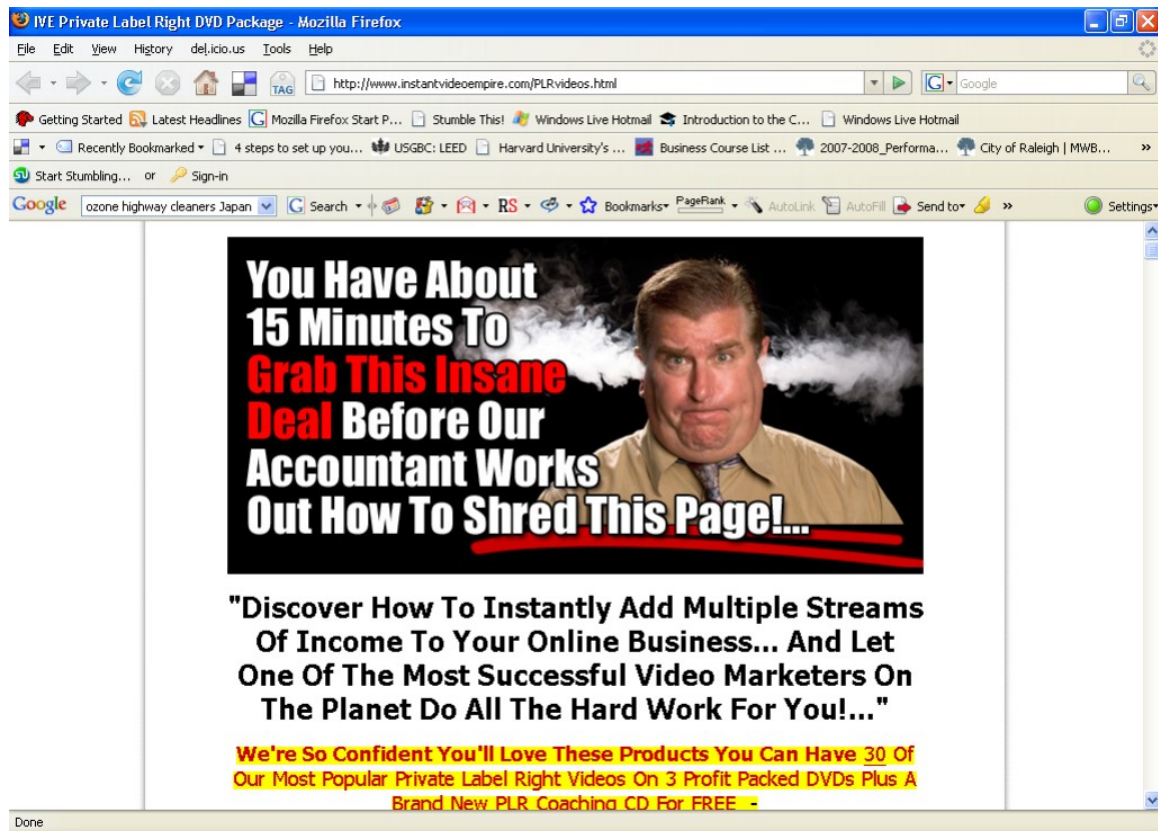 IVE Private Label Right DVD Package - Mozilla Firefox
File Edit View History del.icio.us Tools Help
TAG http://www.instantvideoempire.com/PLRvideos.html G Google
Getting Started Latest Headlines G Mozilla Firefox Start P... Stumble This! Windows Live Hotmail Introduction to the C... Windows Live Hotmail
Recently Bookmarked 4 steps to set up you... USGBC: LEED Harvard University's ... Business Course List ... 2007-2008_Performa... City of Raleigh | MWB... »
Start Stumbling... or Sign-in
Google ozone highway cleaners Japan G Search RS Bookmarks PageRank AutoLink AutoFill Send to » Settings
You Have About
15 Minutes To
Grab This Insane
Deal Before Our
Accountant Works
Out How To Shred This Page!...
"Discover How To Instantly Add Multiple Streams
Of Income To Your Online Business... And Let
One Of The Most Successful Video Marketers On
The Planet Do All The Hard Work For You!..."
We're So Confident You'll Love These Products You Can Have 30 Of
Our Most Popular Private Label Right Videos On 3 Profit Packed DVDs Plus A
Brand New PLR Coaching CD For FREE -
Done